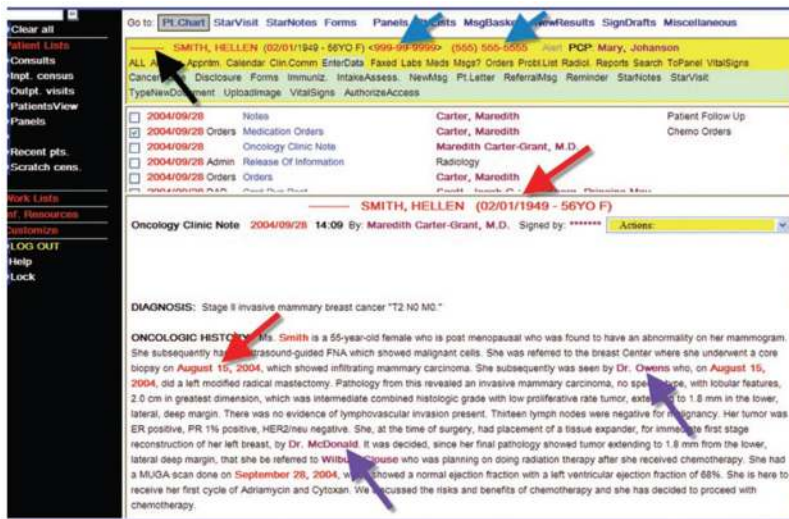 Go to: Pt.Chart StarVisit StarNotes Forms Panels Results SignDrafts Miscellaneous
Clear all
Patient Lists
Consults
Inpt. census
Outpt. visits
PatientsView
Panels
Recent pts.
Scratch cens.
Work Lists
Inf. Resources
Customize
LOG OUT
Help
Lock
SMITH, HELLEN (02/01/1949 - 56YO F) <999-99-9999> (555) 555-5555 Alert PCP: Mary, Johanson
ALL Apptm. Calendar Clin.Comm EnterData Faxed Labs Meds Msgs? Orders Probl.List Radiol. Reports Search ToPanel VitalSigns
Disclosure Forms Immuniz. IntakeAssess. NewMsg Pt.Letter ReferralMsg Reminder StarNotes StarVisit
TypeNewDocument UploadImage VitalSigns AuthorizeAccess
2004/09/28 Notes Carter, Maredith Patient Follow Up
2004/09/28 Orders Medication Orders Carter, Maredith Chemo Orders
2004/09/28 Oncology Clinic Note Maredith Carter-Grant, M.D.
2004/09/28 Admin Release Of Information Radiology
2004/09/28 Orders Orders Carter, Maredith
SMITH, HELLEN (02/01/1949 - 56YO F)
Oncology Clinic Note 2004/09/28 14:09 By: Maredith Carter-Grant, M.D. Signed by: ******* Actions:
DIAGNOSIS: Stage II invasive mammary breast cancer "T2 N0 M0."
ONCOLOGIC HISTORY: Ms. Smith is a 55-year-old female who is post menopausal who was found to have an abnormality on her mammogram.
She subsequently had ultrasound-guided FNA which showed malignant cells. She was referred to the breast Center where she underwent a core
biopsy on August 15, 2004, which showed infiltrating mammary carcinoma. She subsequently was seen by Dr. Owens who, on August 15,
2004, did a left modified radical mastectomy. Pathology from this revealed an invasive mammary carcinoma, no special type, with lobular features,
2.0 cm in greatest dimension, which was intermediate combined histologic grade with low proliferative rate tumor, extending to 1.8 mm in the lower,
lateral, deep margin. There was no evidence of lymphovascular invasion present. Thirteen lymph nodes were negative for malignancy. Her tumor was
ER positive, PR 1% positive, HER2/neu negative. She, at the time of surgery, had placement of a tissue expander, for immediate first stage
reconstruction of her left breast, by Dr. McDonald. It was decided, since her final pathology showed tumor extending to 1.8 mm from the lower,
lateral deep margin, that she be referred to Wilbur Clouse who was planning on doing radiation therapy after she received chemotherapy. She had
a MUGA scan done on September 28, 2004, which showed a normal ejection fraction with a left ventricular ejection fraction of 68%. She is here to
receive her first cycle of Adriamycin and Cytoxan. We discussed the risks and benefits of chemotherapy and she has decided to proceed with
chemotherapy.